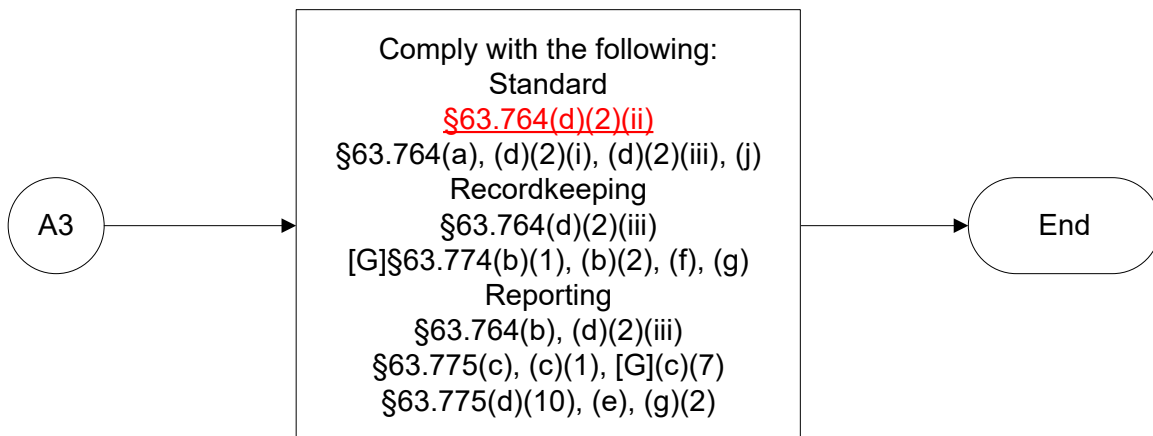 Comply with the following:
Standard
§63.764(d)(2)(ii)
§63.764(a), (d)(2)(i), (d)(2)(iii), (j)
Recordkeeping
§63.764(d)(2)(iii)
[G]§63.774(b)(1), (b)(2), (f), (g)
Reporting
§63.764(b), (d)(2)(iii)
§63.775(c), (c)(1), [G](c)(7)
§63.775(d)(10), (e), (g)(2)
A3
End